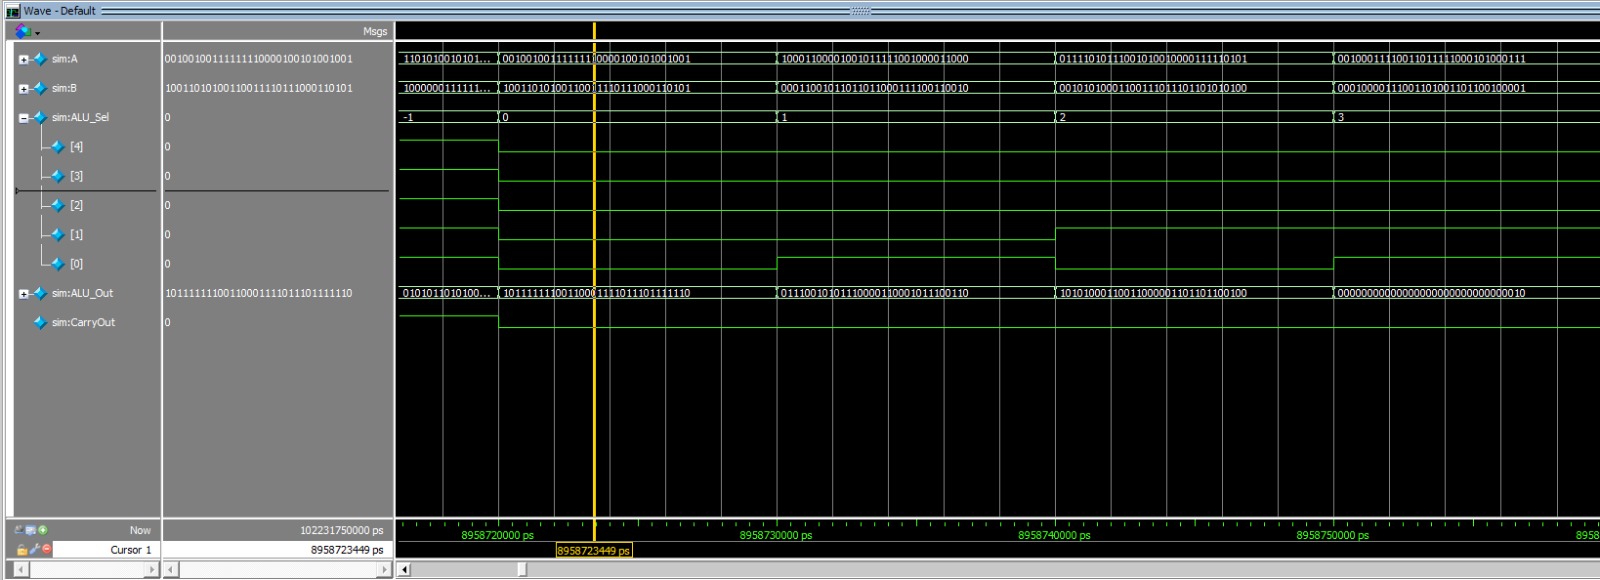 Wave - Default
Msgs
sim:A 00100100111111110000100101001001 1101010010101... 00100100111111110000100101001001 10001100001001011111001000011000 01111010111001010010000111110101 00100011110011011111000101000111
sim:B 10011010100110011110111000110101 1000000111111... 10011010100110011110111000110101 00011001011011011000111100110010 00101010001100111011101101010100 00010000111001101001101100100001
sim:ALU_Sel 0 -1 0 1 2 3
[4] 0
[3] 0
[2] 0
[1] 0
[0] 0
sim:ALU_Out 10111111100110001111011101111110 0101011010100... 10111111100110001111011101111110 01110010101110000110001011100110 10101000110011000001101101100100 00000000000000000000000000000010
sim:CarryOut 0
Now 102231750000 ps 8958720000 ps 8958730000 ps 8958740000 ps 8958750000 ps
Cursor 1 8958723449 ps 8958723449 ps